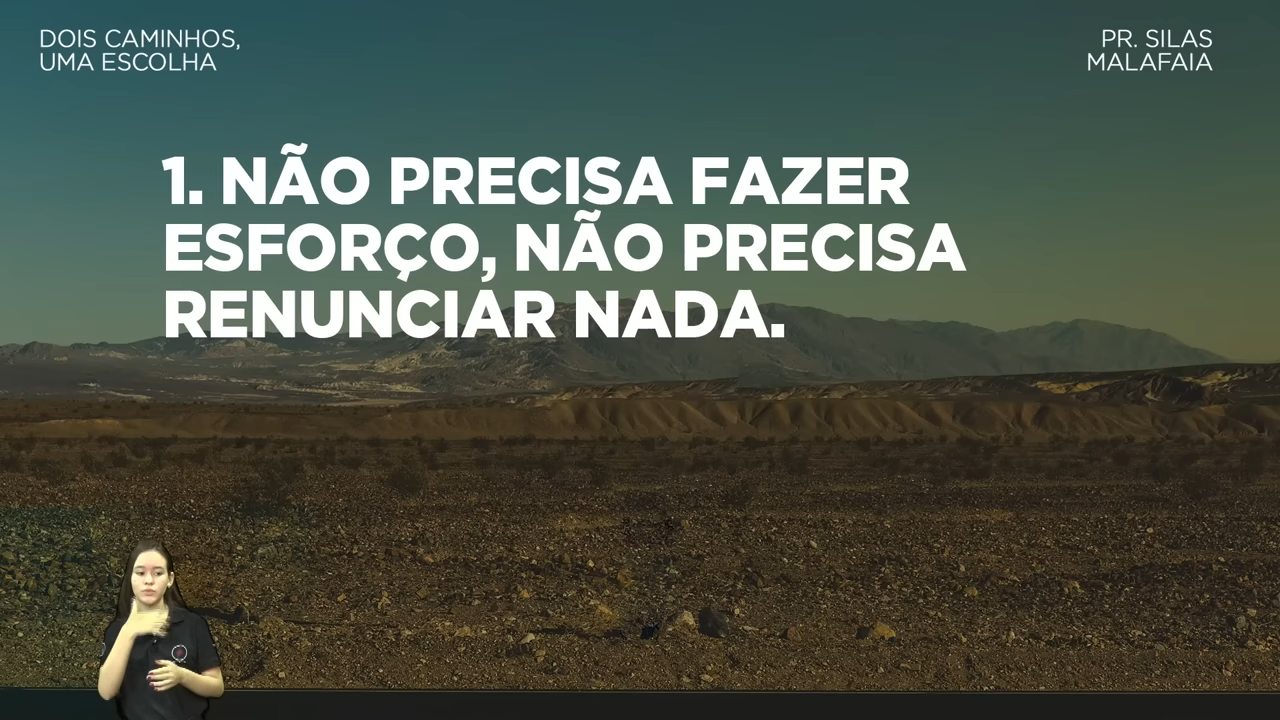 DOIS CAMINHOS,
UMA ESCOLHA
PR. SILAS
MALAFAIA
1. NÃO PRECISA FAZER
ESFORÇO, NÃO PRECISA
RENUNCIAR NADA.